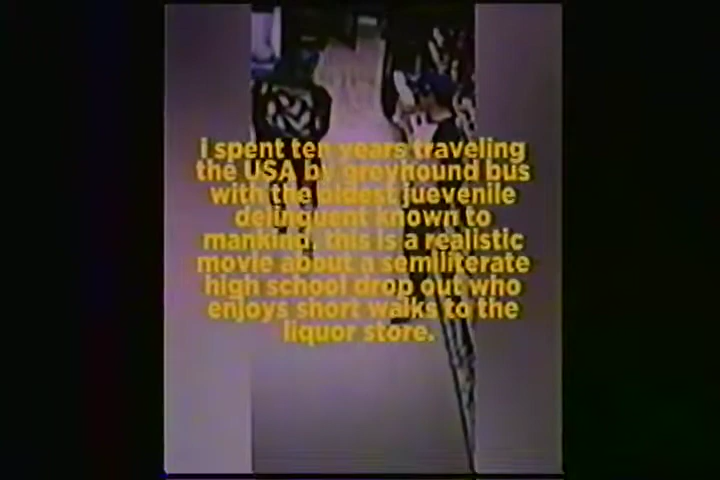 I spent ten years traveling
the USA by greyhound bus
with the oldest juevenile
delinquent known to
mankind, this is a realistic
movie about a semiliterate
high school drop out who
enjoys short walks to the
liquor store.